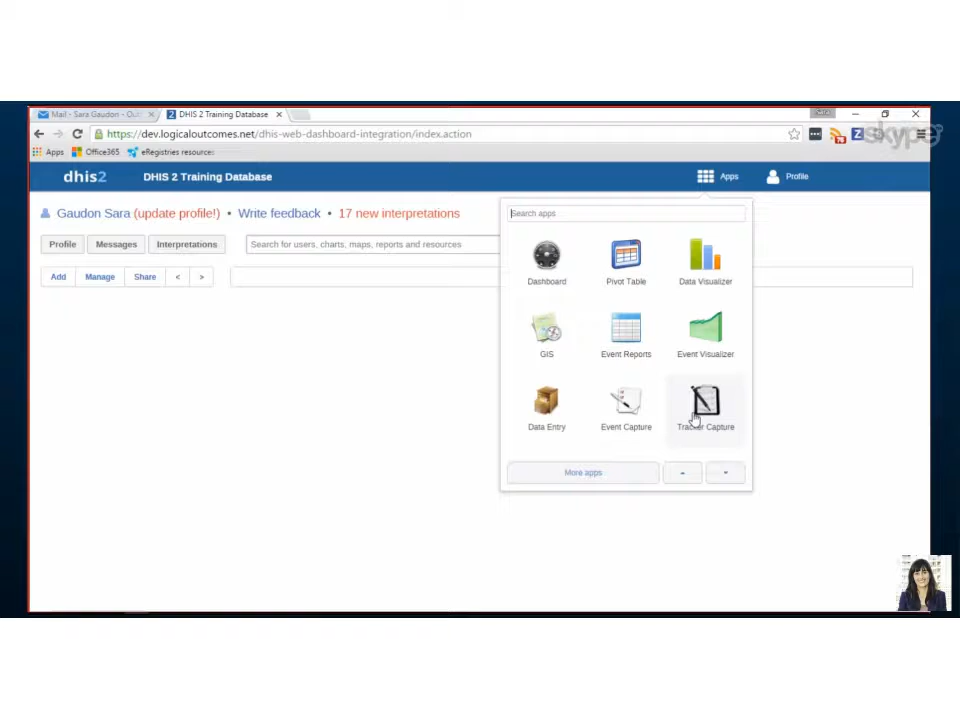 Mail - Sara Gaudon - Out
DHIS 2 Training Database
https://dev.logicaloutcomes.net/dhis-web-dashboard-integration/index.action
skype
Apps
Office365
eRegistries resource:
dhis2
DHIS 2 Training Database
Apps
Profile
Gaudon Sara (update profile!) • Write feedback • 17 new interpretations
Search apps
Profile
Messages
Interpretations
Search for users, charts, maps, reports and resources
Add
Manage
Share
<
>
Dashboard
Pivot Table
Data Visualizer
GIS
Event Reports
Event Visualizer
Data Entry
Event Capture
Tracker Capture
More apps